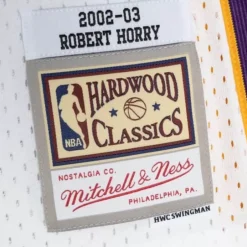 2002-03
ROBERT HORRY
NBA
HARDWOOD
CLASSICS
NOSTALGIA CO.
Mitchell & Ness
PHILADELPHIA, PA.
HWC SWINGMAN